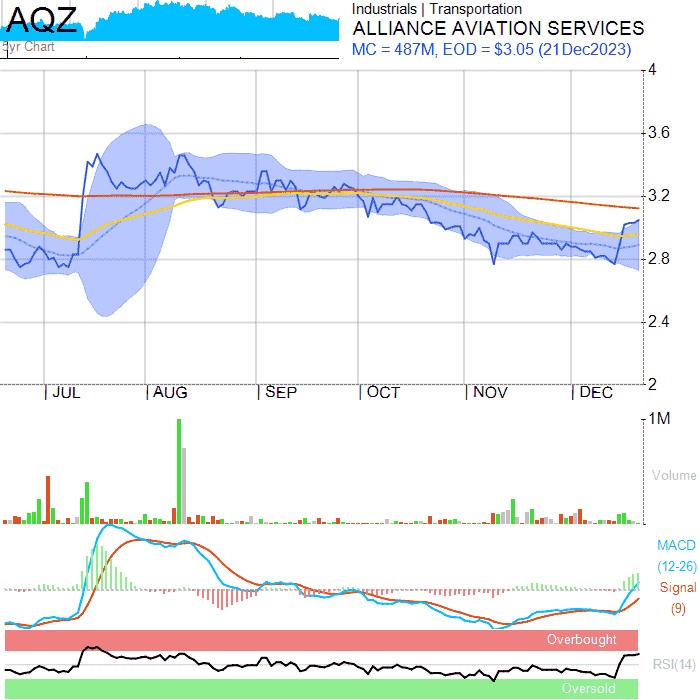 AQZ
5yr Chart
Industrials | Transportation
ALLIANCE AVIATION SERVICES
MC = 487M, EOD = $3.05 (21Dec2023)
4
3.6
3.2
2.8
2.4
2
JUL
AUG
SEP
OCT
NOV
DEC
1M
Volume
MACD
(12-26)
Signal
(9)
Overbought
RSI(14)
Oversold